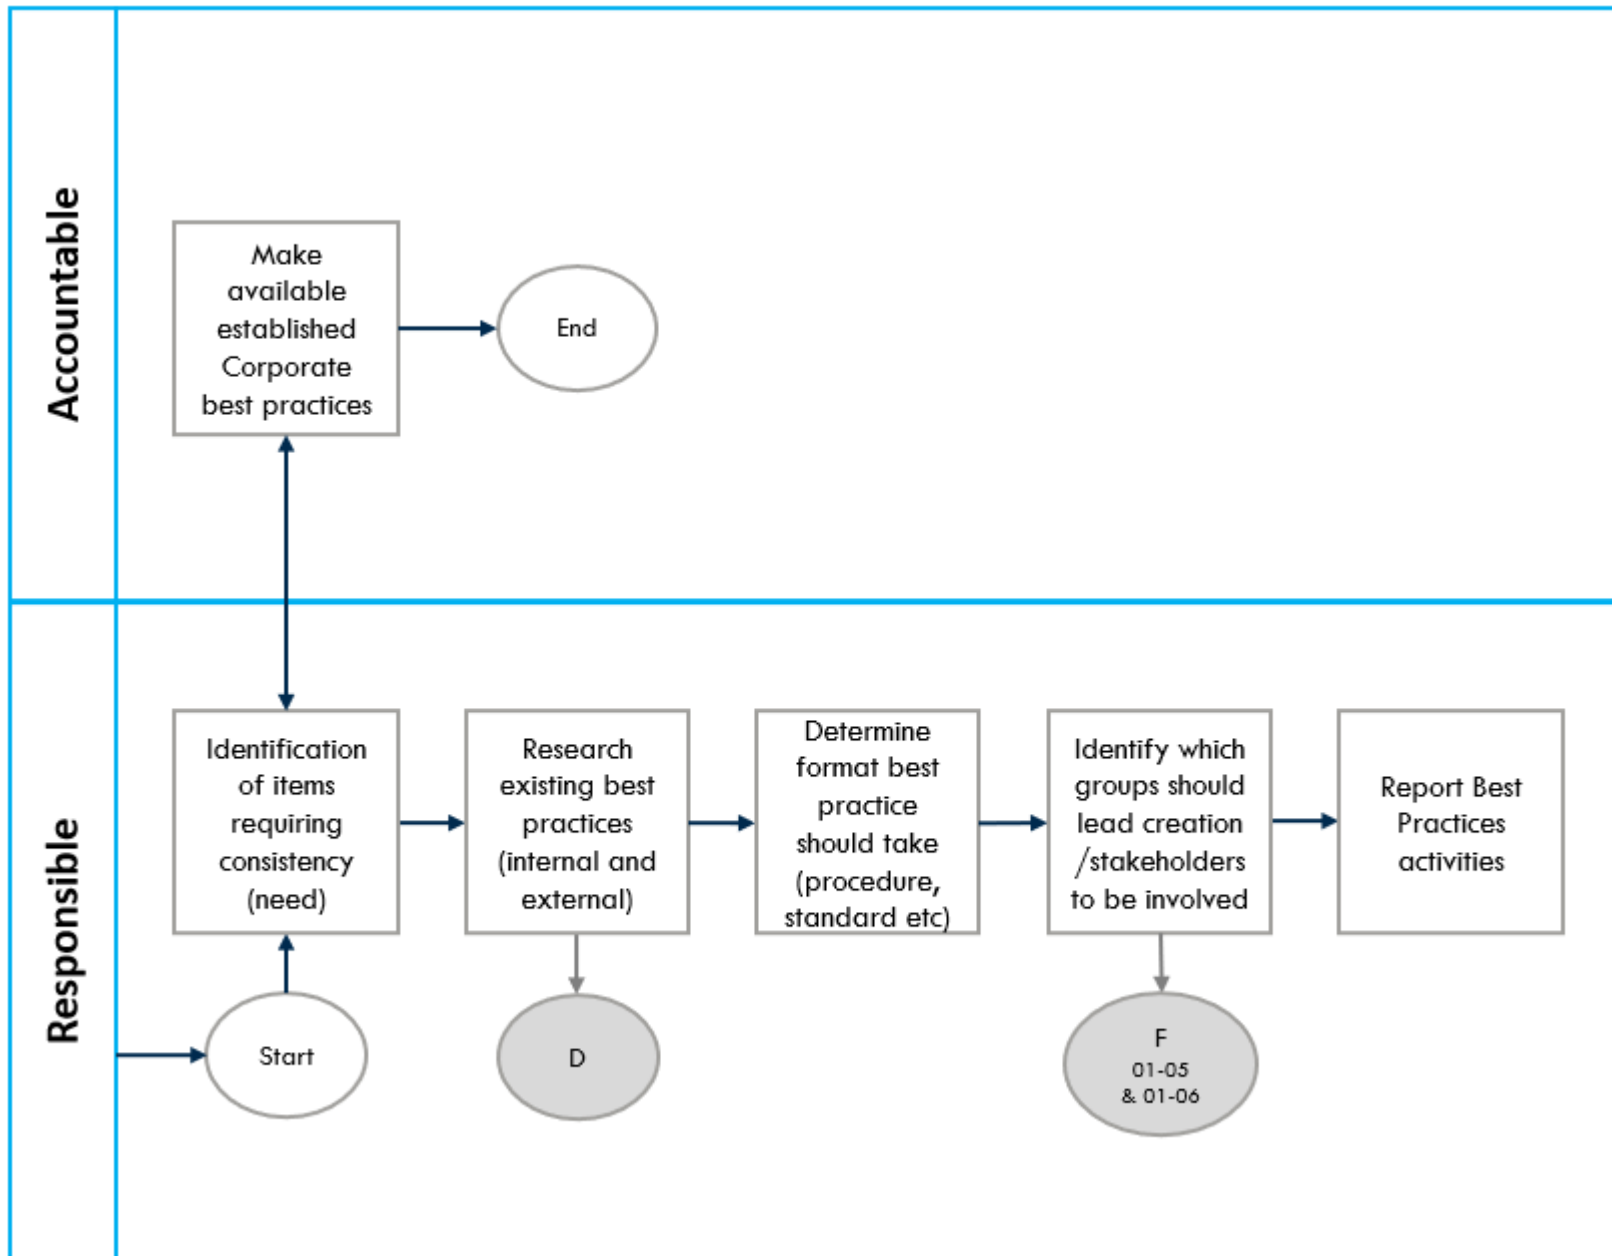 Accountable
Make
available
established
Corporate
best practices
End
Responsible
Identification
of items
requiring
consistency
(need)
Research
existing best
practices
(internal and
external)
Determine
format best
practice
should take
(procedure,
standard etc)
Identify which
groups should
lead creation
/stakeholders
to be involved
Report Best
Practices
activities
Start
D
F
01-05
& 01-06